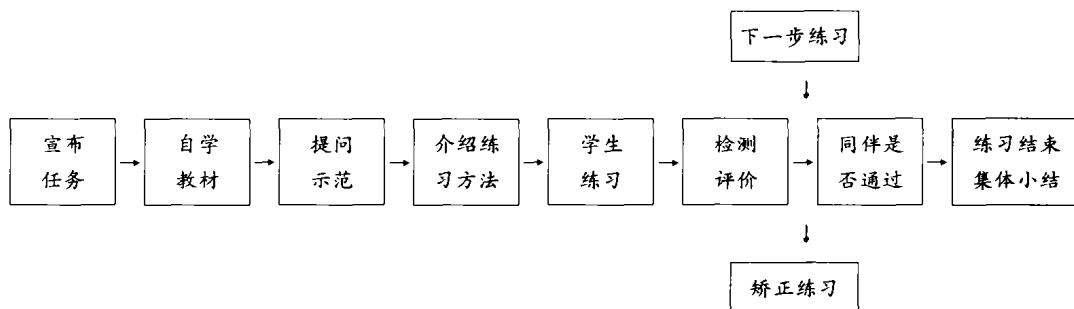 下一步练习
宣布
任务
自学
教材
提问
示范
介绍练
习方法
学生
练习
检测
评价
同伴是
否通过
练习结束
集体小结
矫正练习